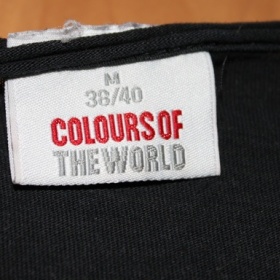 M
36/40
COLOURS OF
THE WORLD